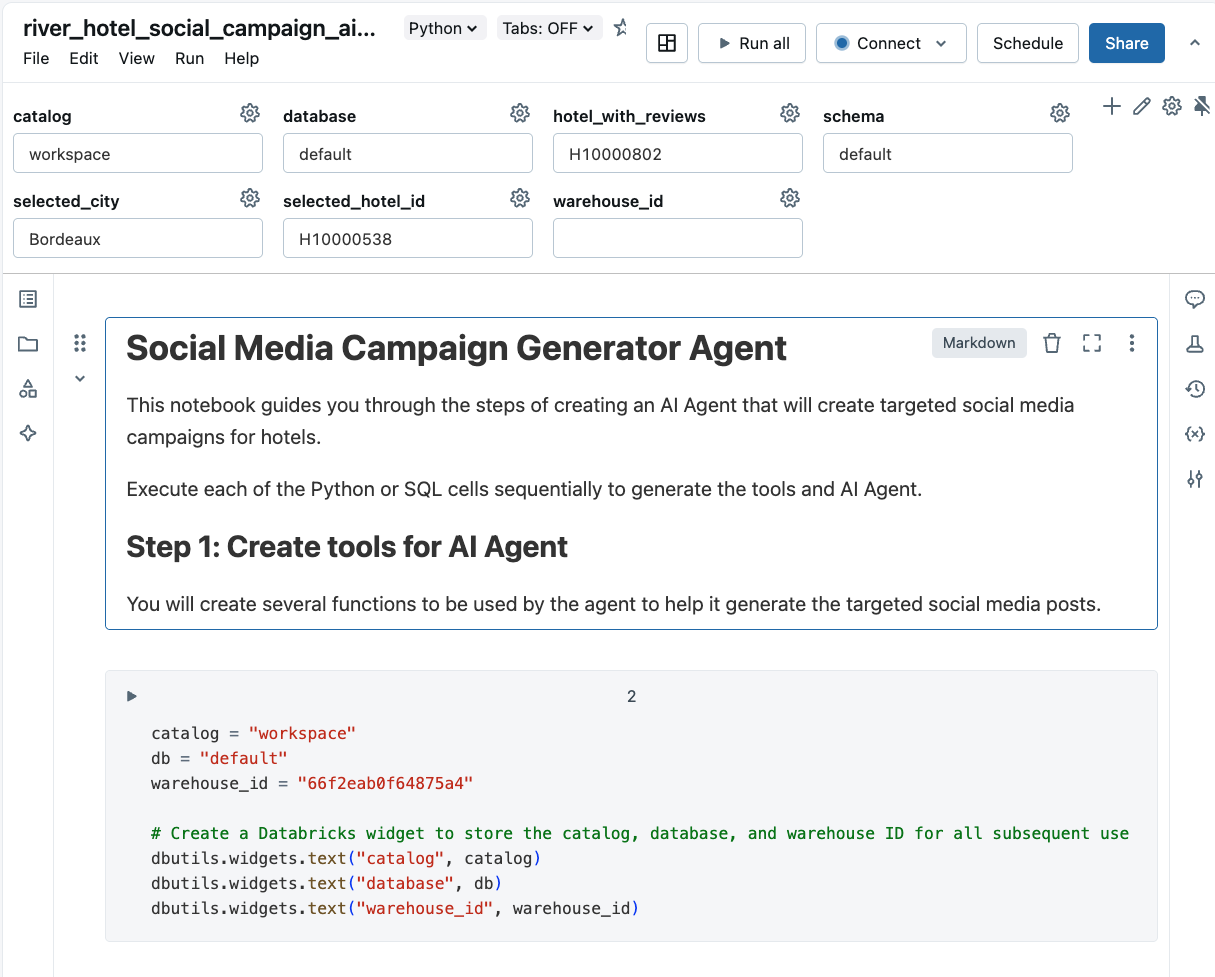 river_hotel_social_campaign_ai...
Python
Tabs: OFF
File Edit View Run Help
Run all
Connect
Schedule
Share
catalog
database
hotel_with_reviews
schema
workspace
default
H10000802
default
selected_city
selected_hotel_id
warehouse_id
Bordeaux
H10000538
Social Media Campaign Generator Agent
Markdown
This notebook guides you through the steps of creating an AI Agent that will create targeted social media
campaigns for hotels.
Execute each of the Python or SQL cells sequentially to generate the tools and AI Agent.
Step 1: Create tools for AI Agent
You will create several functions to be used by the agent to help it generate the targeted social media posts.
2
catalog = "workspace"
db = "default"
warehouse_id = "66f2eab0f64875a4"
# Create a Databricks widget to store the catalog, database, and warehouse ID for all subsequent use
dbutils.widgets.text("catalog", catalog)
dbutils.widgets.text("database", db)
dbutils.widgets.text("warehouse_id", warehouse_id)